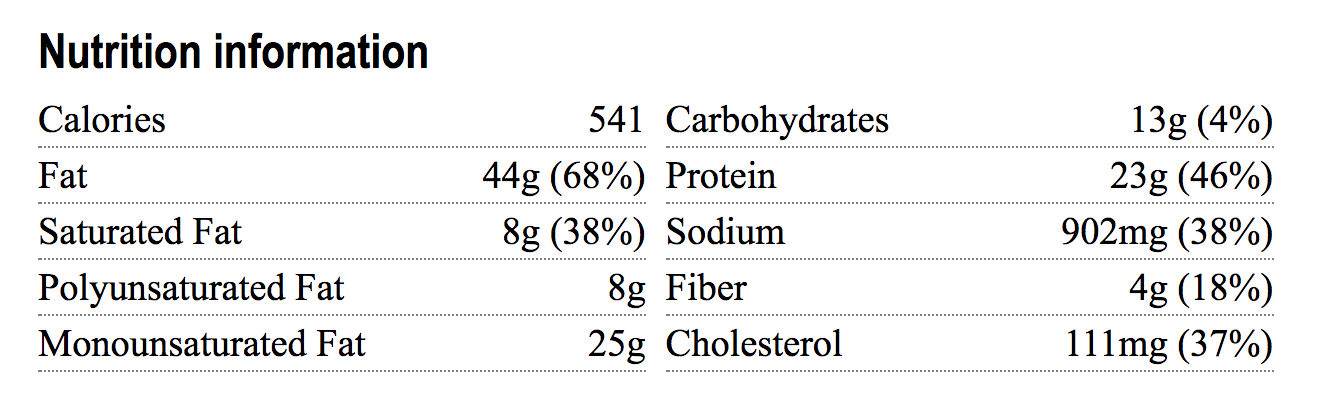 Nutrition information
Calories 541 Carbohydrates 13g (4%)
Fat 44g (68%) Protein 23g (46%)
Saturated Fat 8g (38%) Sodium 902mg (38%)
Polyunsaturated Fat 8g Fiber 4g (18%)
Monounsaturated Fat 25g Cholesterol 111mg (37%)